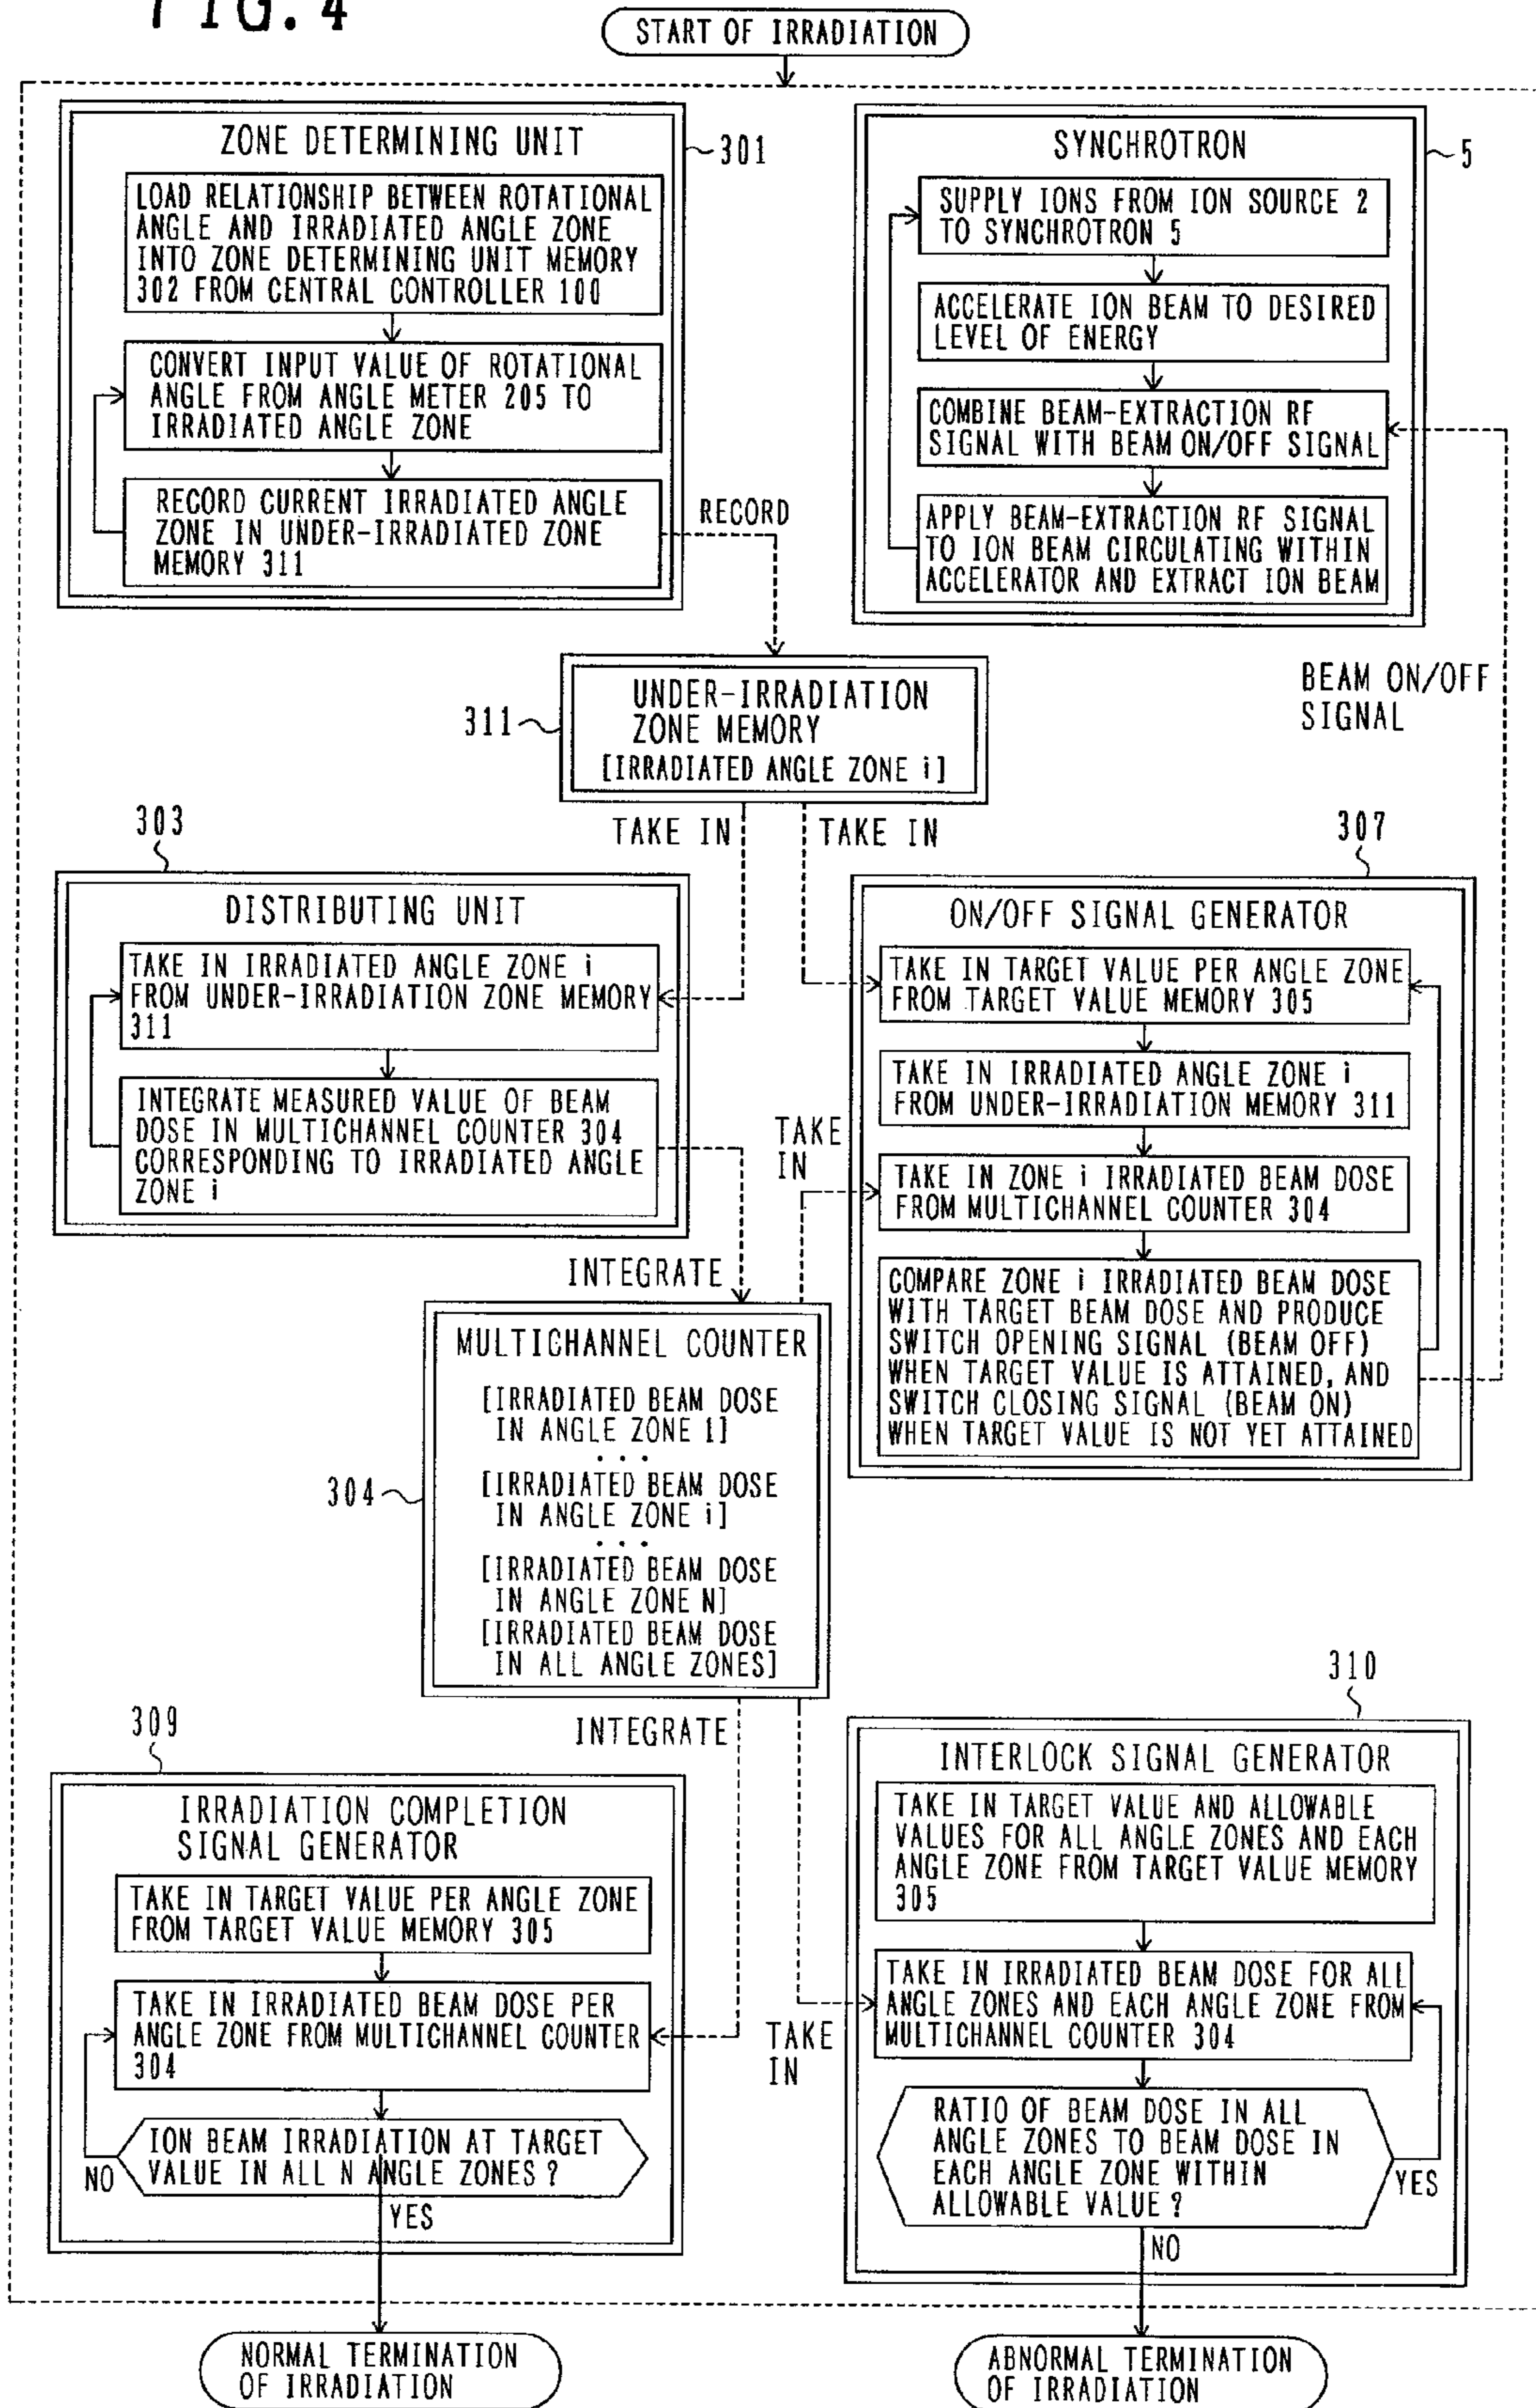 FIG. 4
START OF IRRADIATION
ZONE DETERMINING UNIT
301
LOAD RELATIONSHIP BETWEEN ROTATIONAL
ANGLE AND IRRADIATED ANGLE ZONE
INTO ZONE DETERMINING UNIT MEMORY
302 FROM CENTRAL CONTROLLER 100
CONVERT INPUT VALUE OF ROTATIONAL
ANGLE FROM ANGLE METER 205 TO
IRRADIATED ANGLE ZONE
RECORD CURRENT IRRADIATED ANGLE
ZONE IN UNDER-IRRADIATED ZONE
MEMORY 311
RECORD
SYNCHROTRON
5
SUPPLY IONS FROM ION SOURCE 2
TO SYNCHROTRON 5
ACCELERATE ION BEAM TO DESIRED
LEVEL OF ENERGY
COMBINE BEAM-EXTRACTION RF
SIGNAL WITH BEAM ON/OFF SIGNAL
APPLY BEAM-EXTRACTION RF SIGNAL
TO ION BEAM CIRCULATING WITHIN
ACCELERATOR AND EXTRACT ION BEAM
BEAM ON/OFF
SIGNAL
311
UNDER-IRRADIATION
ZONE MEMORY
[IRRADIATED ANGLE ZONE i]
TAKE IN
TAKE IN
303
DISTRIBUTING UNIT
TAKE IN IRRADIATED ANGLE ZONE i
FROM UNDER-IRRADIATION ZONE MEMORY
311
INTEGRATE MEASURED VALUE OF BEAM
DOSE IN MULTICHANNEL COUNTER 304
CORRESPONDING TO IRRADIATED ANGLE
ZONE i
INTEGRATE
307
ON/OFF SIGNAL GENERATOR
TAKE IN TARGET VALUE PER ANGLE ZONE
FROM TARGET VALUE MEMORY 305
TAKE IN IRRADIATED ANGLE ZONE i
FROM UNDER-IRRADIATION MEMORY 311
TAKE
IN
TAKE IN ZONE i IRRADIATED BEAM DOSE
FROM MULTICHANNEL COUNTER 304
COMPARE ZONE i IRRADIATED BEAM DOSE
WITH TARGET BEAM DOSE AND PRODUCE
SWITCH OPENING SIGNAL (BEAM OFF)
WHEN TARGET VALUE IS ATTAINED, AND
SWITCH CLOSING SIGNAL (BEAM ON)
WHEN TARGET VALUE IS NOT YET ATTAINED
304
MULTICHANNEL COUNTER
[IRRADIATED BEAM DOSE
IN ANGLE ZONE 1]
...
[IRRADIATED BEAM DOSE
IN ANGLE ZONE i]
...
[IRRADIATED BEAM DOSE
IN ANGLE ZONE N]
[IRRADIATED BEAM DOSE
IN ALL ANGLE ZONES]
INTEGRATE
309
IRRADIATION COMPLETION
SIGNAL GENERATOR
TAKE IN TARGET VALUE PER ANGLE ZONE
FROM TARGET VALUE MEMORY 305
TAKE IN IRRADIATED BEAM DOSE PER
ANGLE ZONE FROM MULTICHANNEL COUNTER
304
ION BEAM IRRADIATION AT TARGET
VALUE IN ALL N ANGLE ZONES?
NO
YES
TAKE
IN
310
INTERLOCK SIGNAL GENERATOR
TAKE IN TARGET VALUE AND ALLOWABLE
VALUES FOR ALL ANGLE ZONES AND EACH
ANGLE ZONE FROM TARGET VALUE MEMORY
305
TAKE IN IRRADIATED BEAM DOSE FOR ALL
ANGLE ZONES AND EACH ANGLE ZONE FROM
MULTICHANNEL COUNTER 304
RATIO OF BEAM DOSE IN ALL
ANGLE ZONES TO BEAM DOSE IN
EACH ANGLE ZONE WITHIN
ALLOWABLE VALUE?
YES
NO
NORMAL TERMINATION
OF IRRADIATION
ABNORMAL TERMINATION
OF IRRADIATION